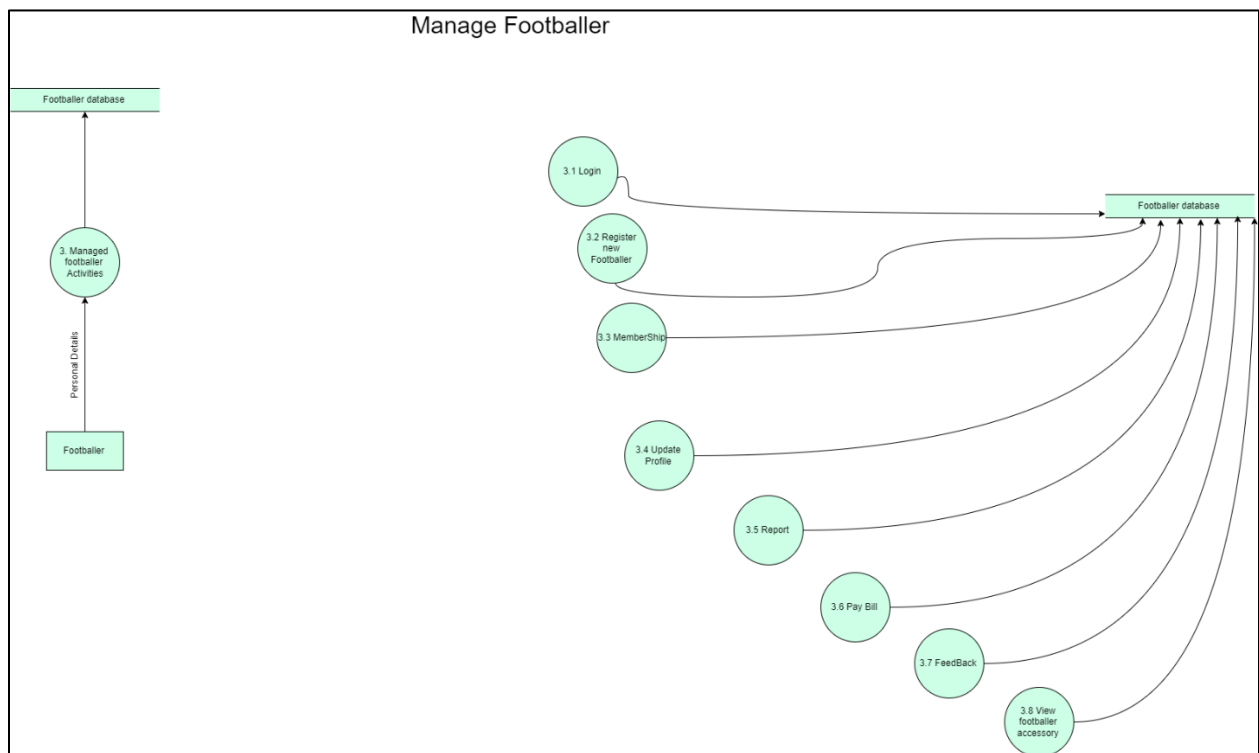 Manage Footballer
Footballer database
3. Managed
footballer
Activities
Personal Details
Footballer
3.1 Login
Footballer database
3.2 Register
new
Footballer
3.3 MemberShip
3.4 Update
Profile
3.5 Report
3.6 Pay Bill
3.7 FeedBack
3.8 View
footballer
accessory